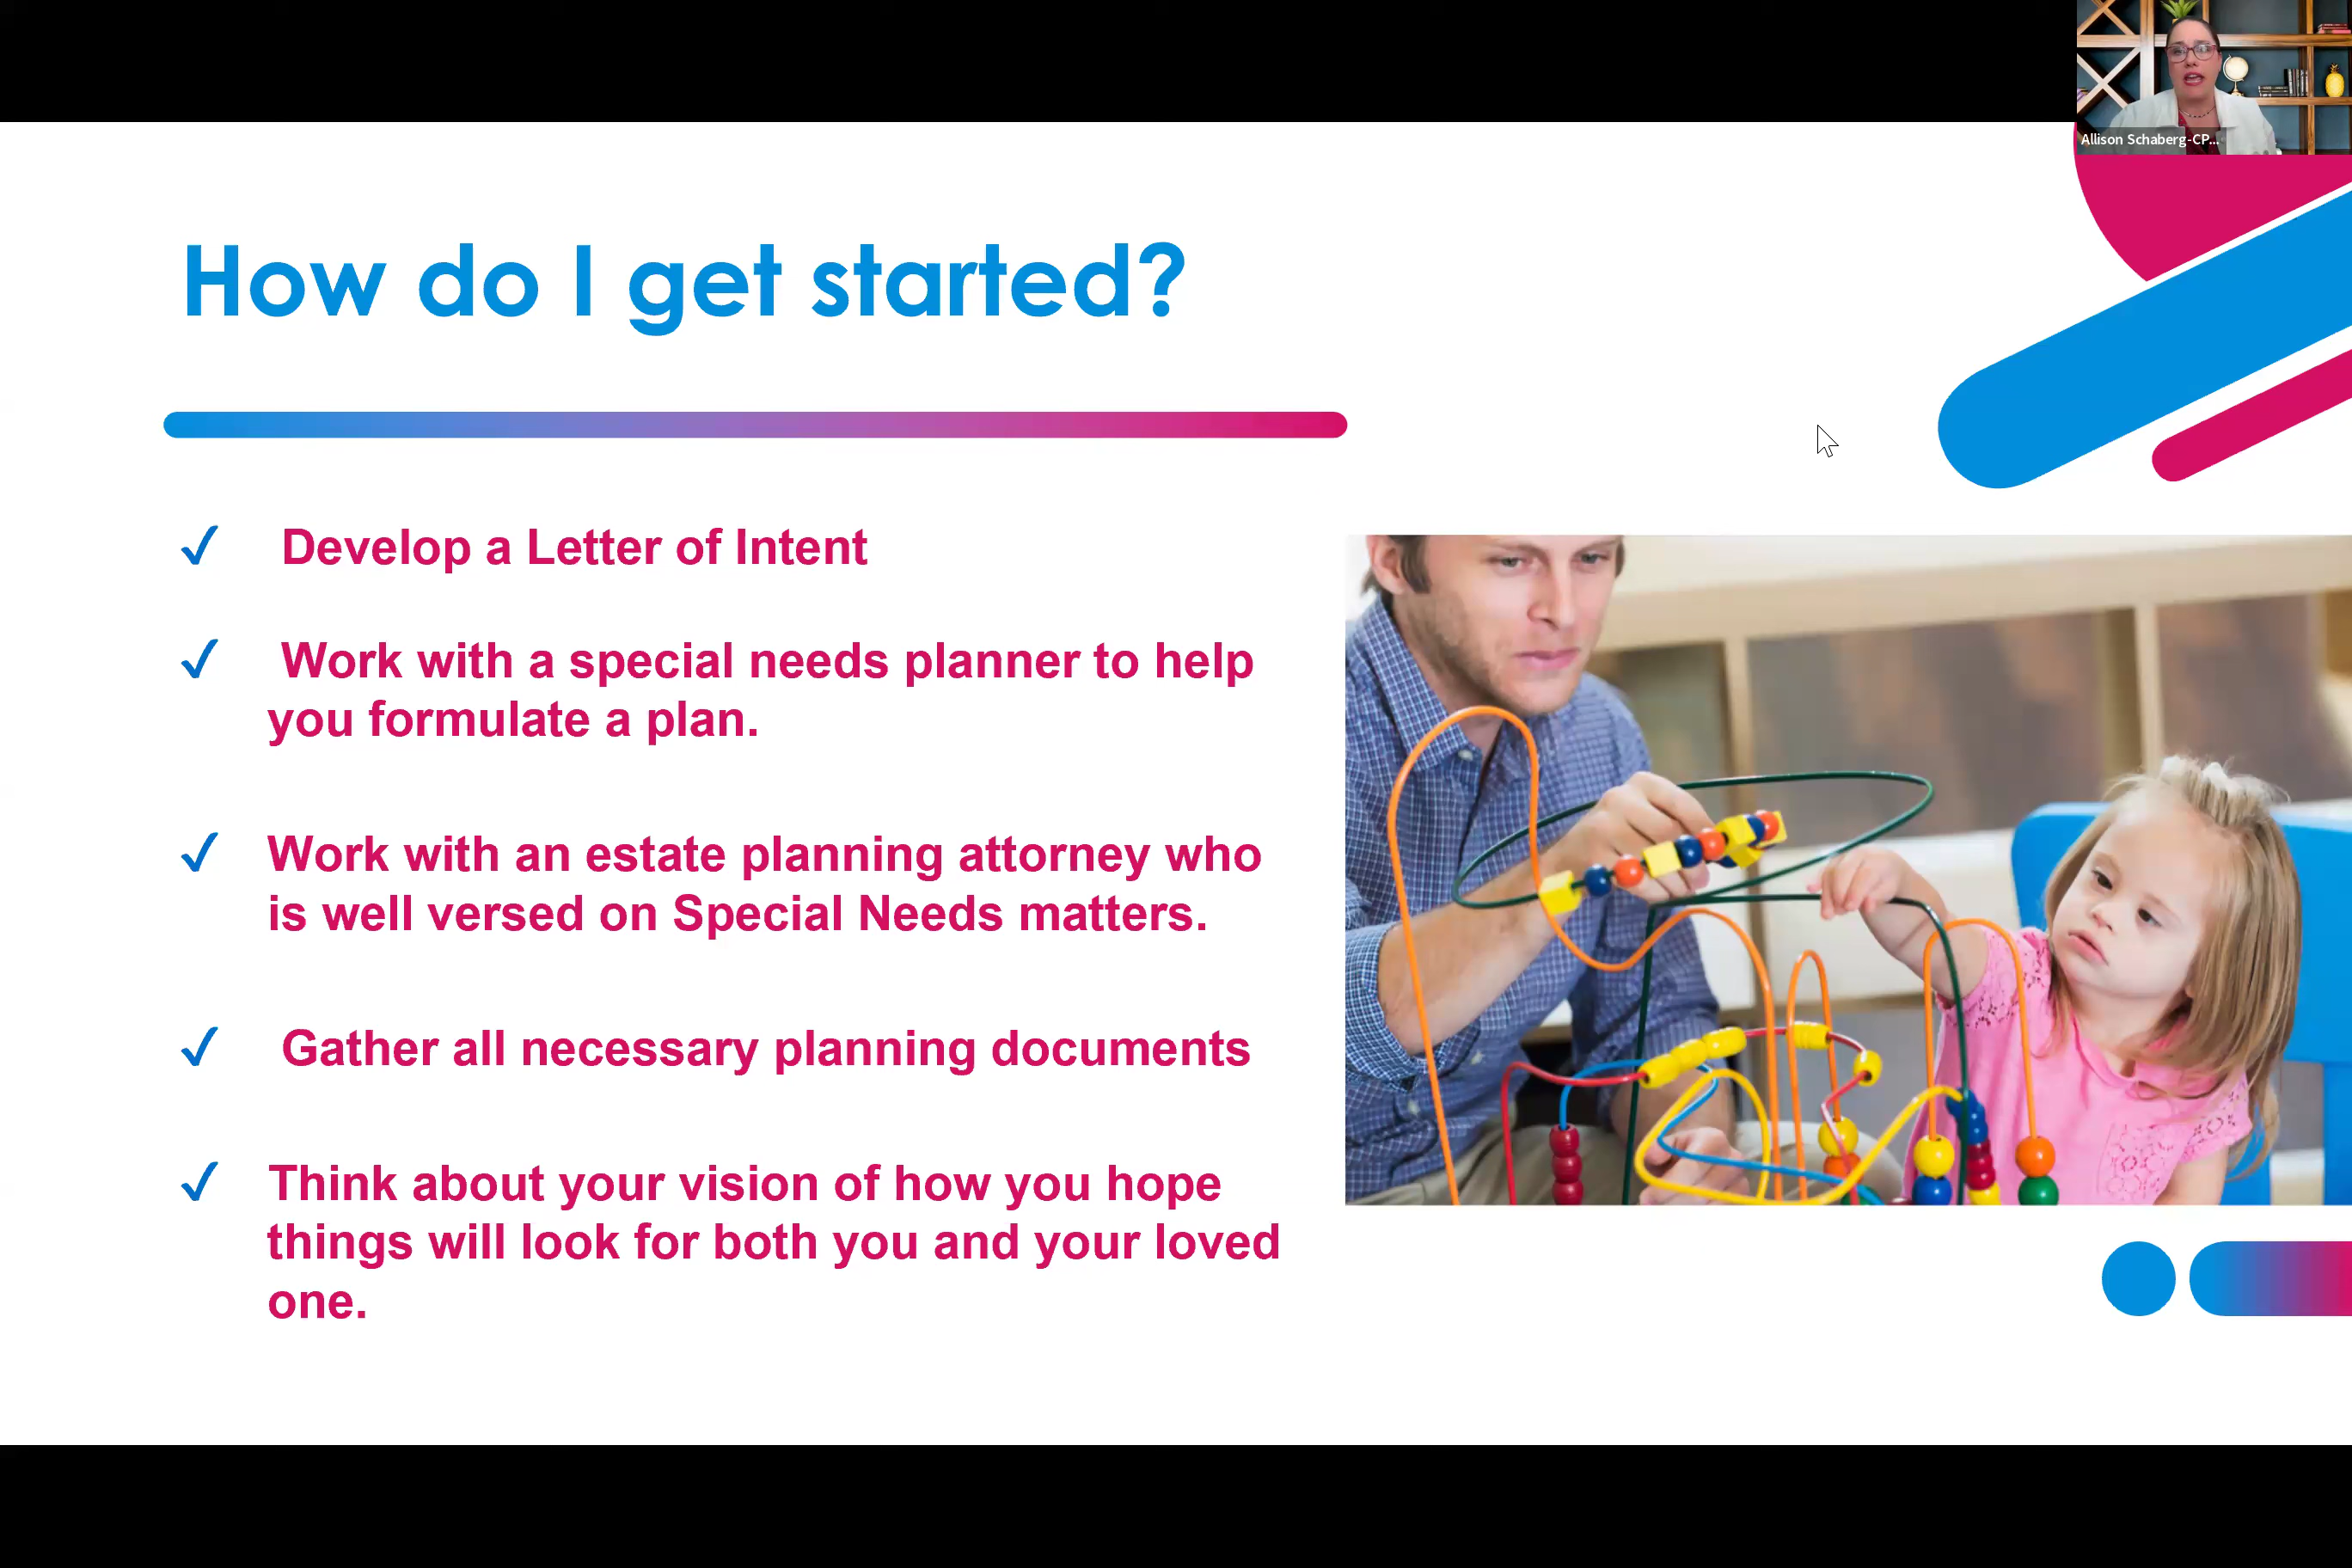 Allison Schaberg-CP...
How do I get started?
✓ Develop a Letter of Intent
✓ Work with a special needs planner to help
you formulate a plan.
✓ Work with an estate planning attorney who
is well versed on Special Needs matters.
✓ Gather all necessary planning documents
✓ Think about your vision of how you hope
things will look for both you and your loved
one.